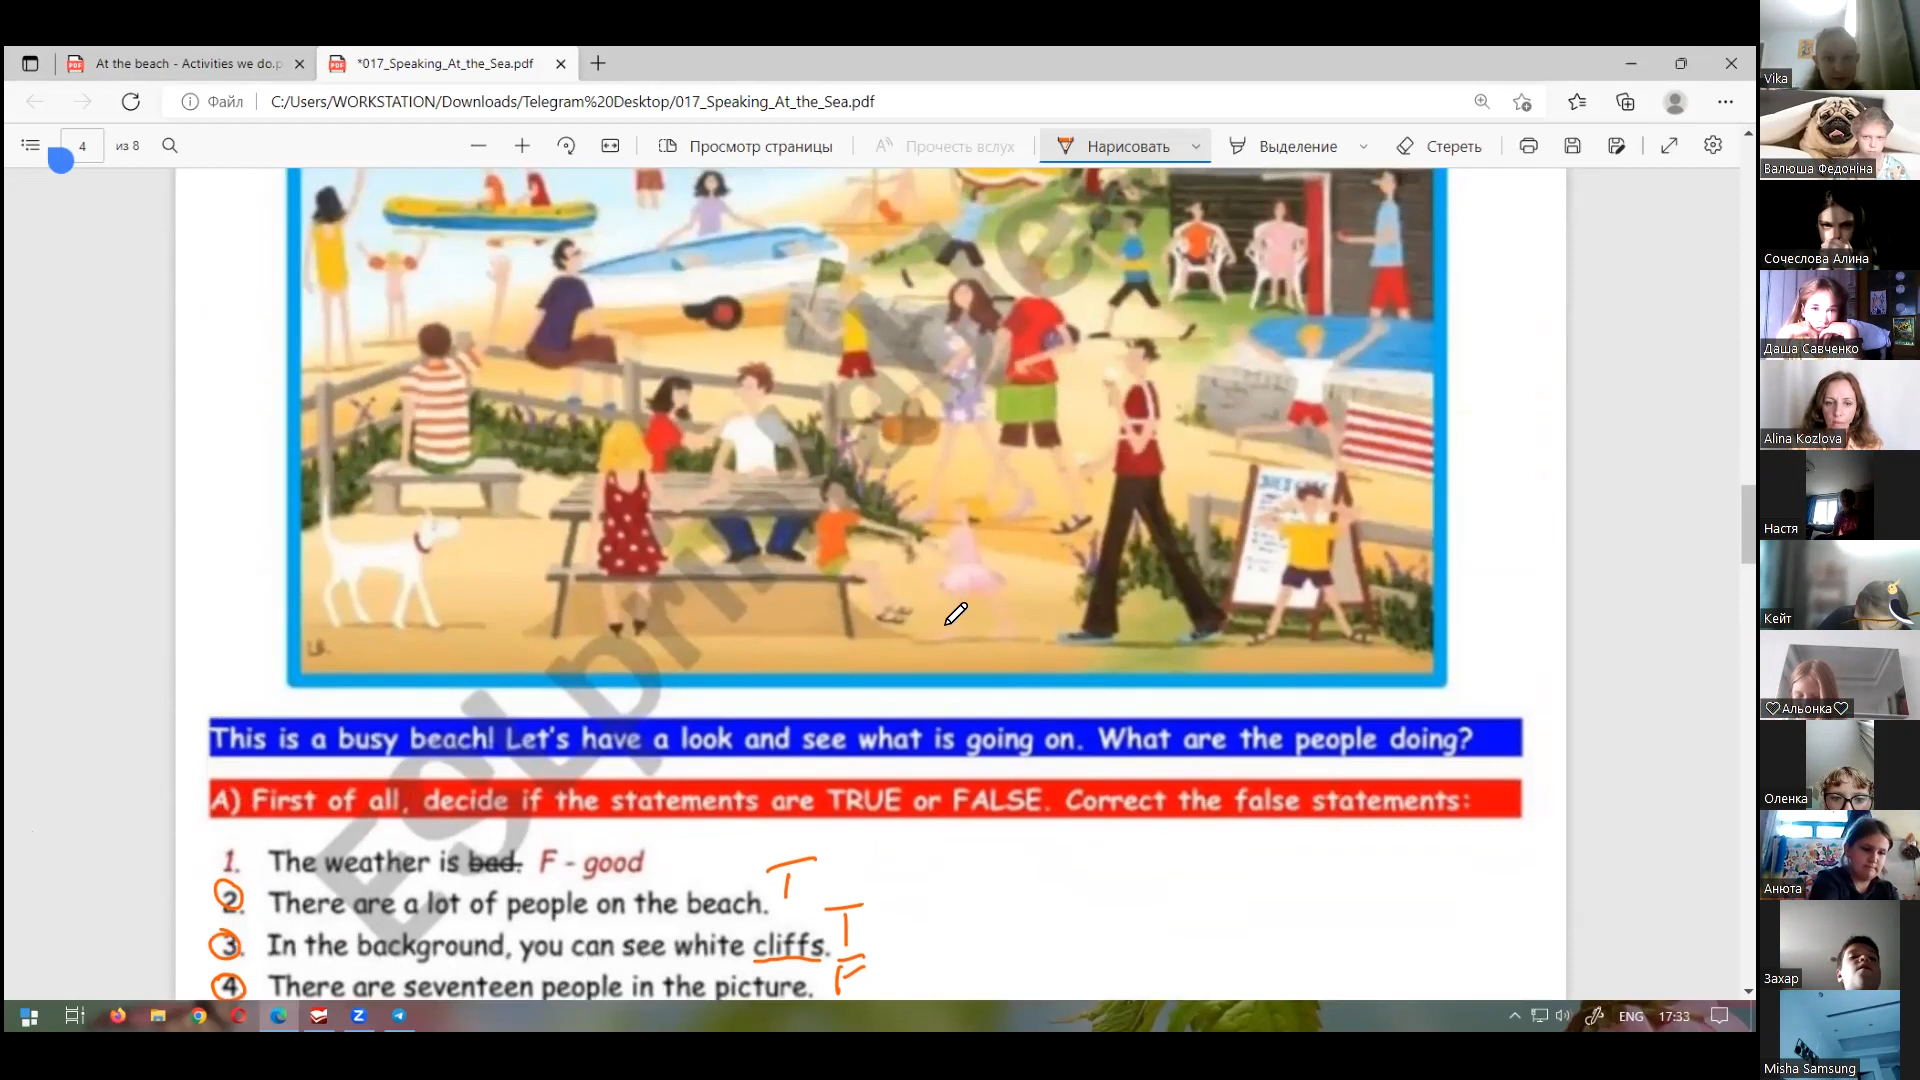 At the beach - Activities we do.p
*017_Speaking_At_the_Sea.pdf
Файл C:/Users/WORKSTATION/Downloads/Telegram%20Desktop/017_Speaking_At_the_Sea.pdf
4 из 8 Просмотр страницы Прочесть вслух Нарисовать Выделение Стереть
This is a busy beach! Let's have a look and see what is going on. What are the people doing?
A) First of all, decide if the statements are TRUE or FALSE. Correct the false statements:
1. The weather is bad. F - good
2. There are a lot of people on the beach. T
3. In the background, you can see white cliffs. T
4. There are seventeen people in the picture. F
ENG 17:33
Vika
Валюша Федоніна
Сочеслова Алина
Даша Савченко
Alina Kozlova
Настя
Кейт
♡Альонка♡
Оленка
Анюта
Захар
Misha Samsung